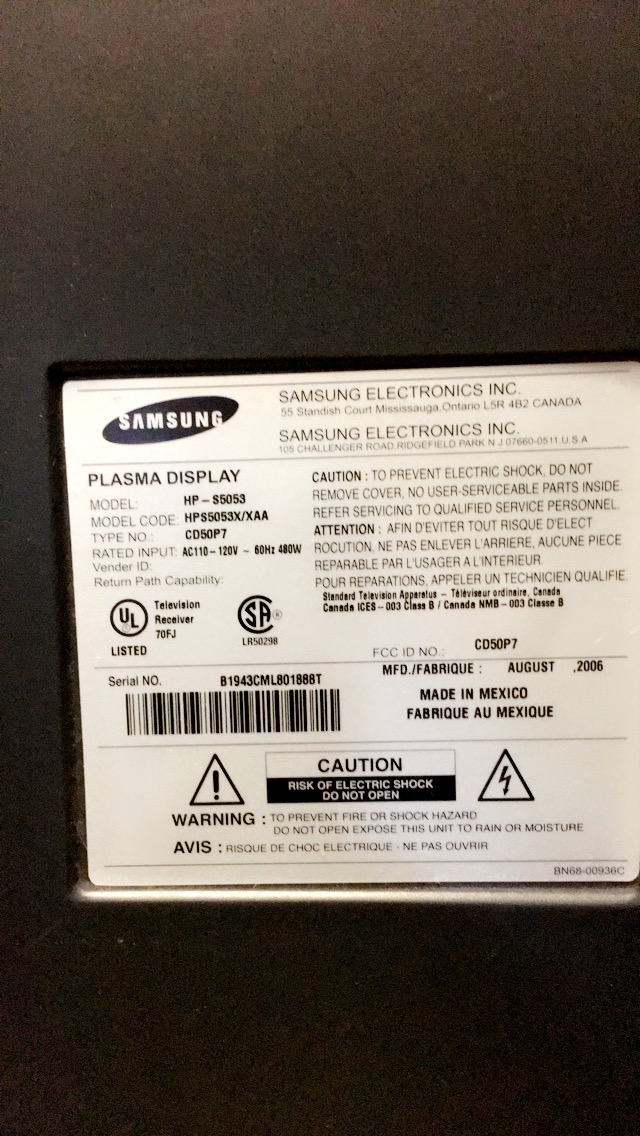 SAMSUNG
SAMSUNG ELECTRONICS INC.
55 Standish Court Mississauga,Ontario L5R 4B2 CANADA
SAMSUNG ELECTRONICS INC.
105 CHALLENGER ROAD.RIDGEFIELD PARK N J 07660-0511.U.S.A
PLASMA DISPLAY
MODEL: HP - S5053
MODEL CODE: HPS5053X/XAA
TYPE NO.: CD50P7
RATED INPUT: AC110-120V ~ 60Hz 480W
Vender ID:
Return Path Capability:
UL
LISTED
Television
Receiver
70FJ
SA
LR50298
CAUTION : TO PREVENT ELECTRIC SHOCK, DO NOT
REMOVE COVER, NO USER-SERVICEABLE PARTS INSIDE.
REFER SERVICING TO QUALIFIED SERVICE PERSONNEL.
ATTENTION : AFIN D'EVITER TOUT RISQUE D'ELECT
ROCUTION, NE PAS ENLEVER L'ARRIERE, AUCUNE PIECE
REPARABLE PAR L'USAGER A L'INTERIEUR.
POUR REPARATIONS, APPELER UN TECHNICIEN QUALIFIE.
Standard Television Apparatus - Téléviseur ordinaire, Canada
Canada ICES - 003 Class B / Canada NMB - 003 Classe B
FCC ID NO.: CD50P7
Serial NO. B1943CML801888T
MFD./FABRIQUE : AUGUST ,2006
MADE IN MEXICO
FABRIQUE AU MEXIQUE
CAUTION
RISK OF ELECTRIC SHOCK
DO NOT OPEN
WARNING : TO PREVENT FIRE OR SHOCK HAZARD
DO NOT OPEN EXPOSE THIS UNIT TO RAIN OR MOISTURE
AVIS : RISQUE DE CHOC ELECTRIQUE - NE PAS OUVRIR
BN68-00936C